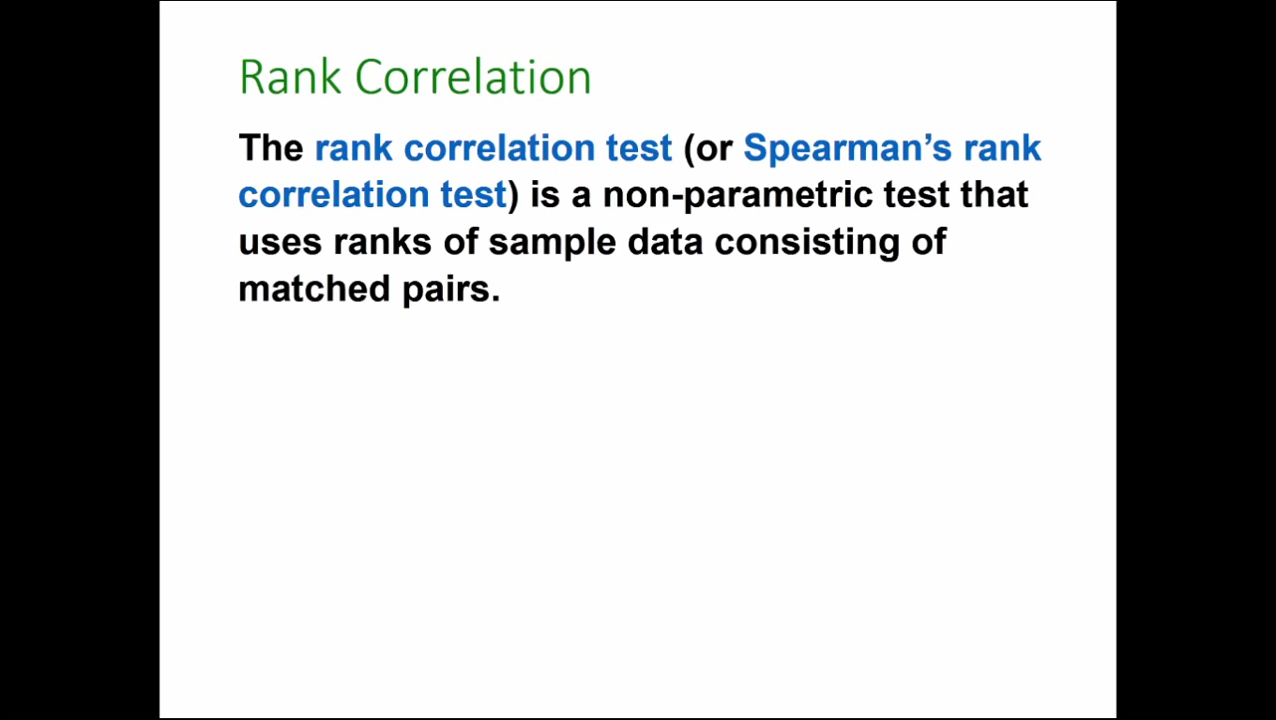 Rank Correlation
The rank correlation test (or Spearman’s rank
correlation test) is a non-parametric test that
uses ranks of sample data consisting of
matched pairs.